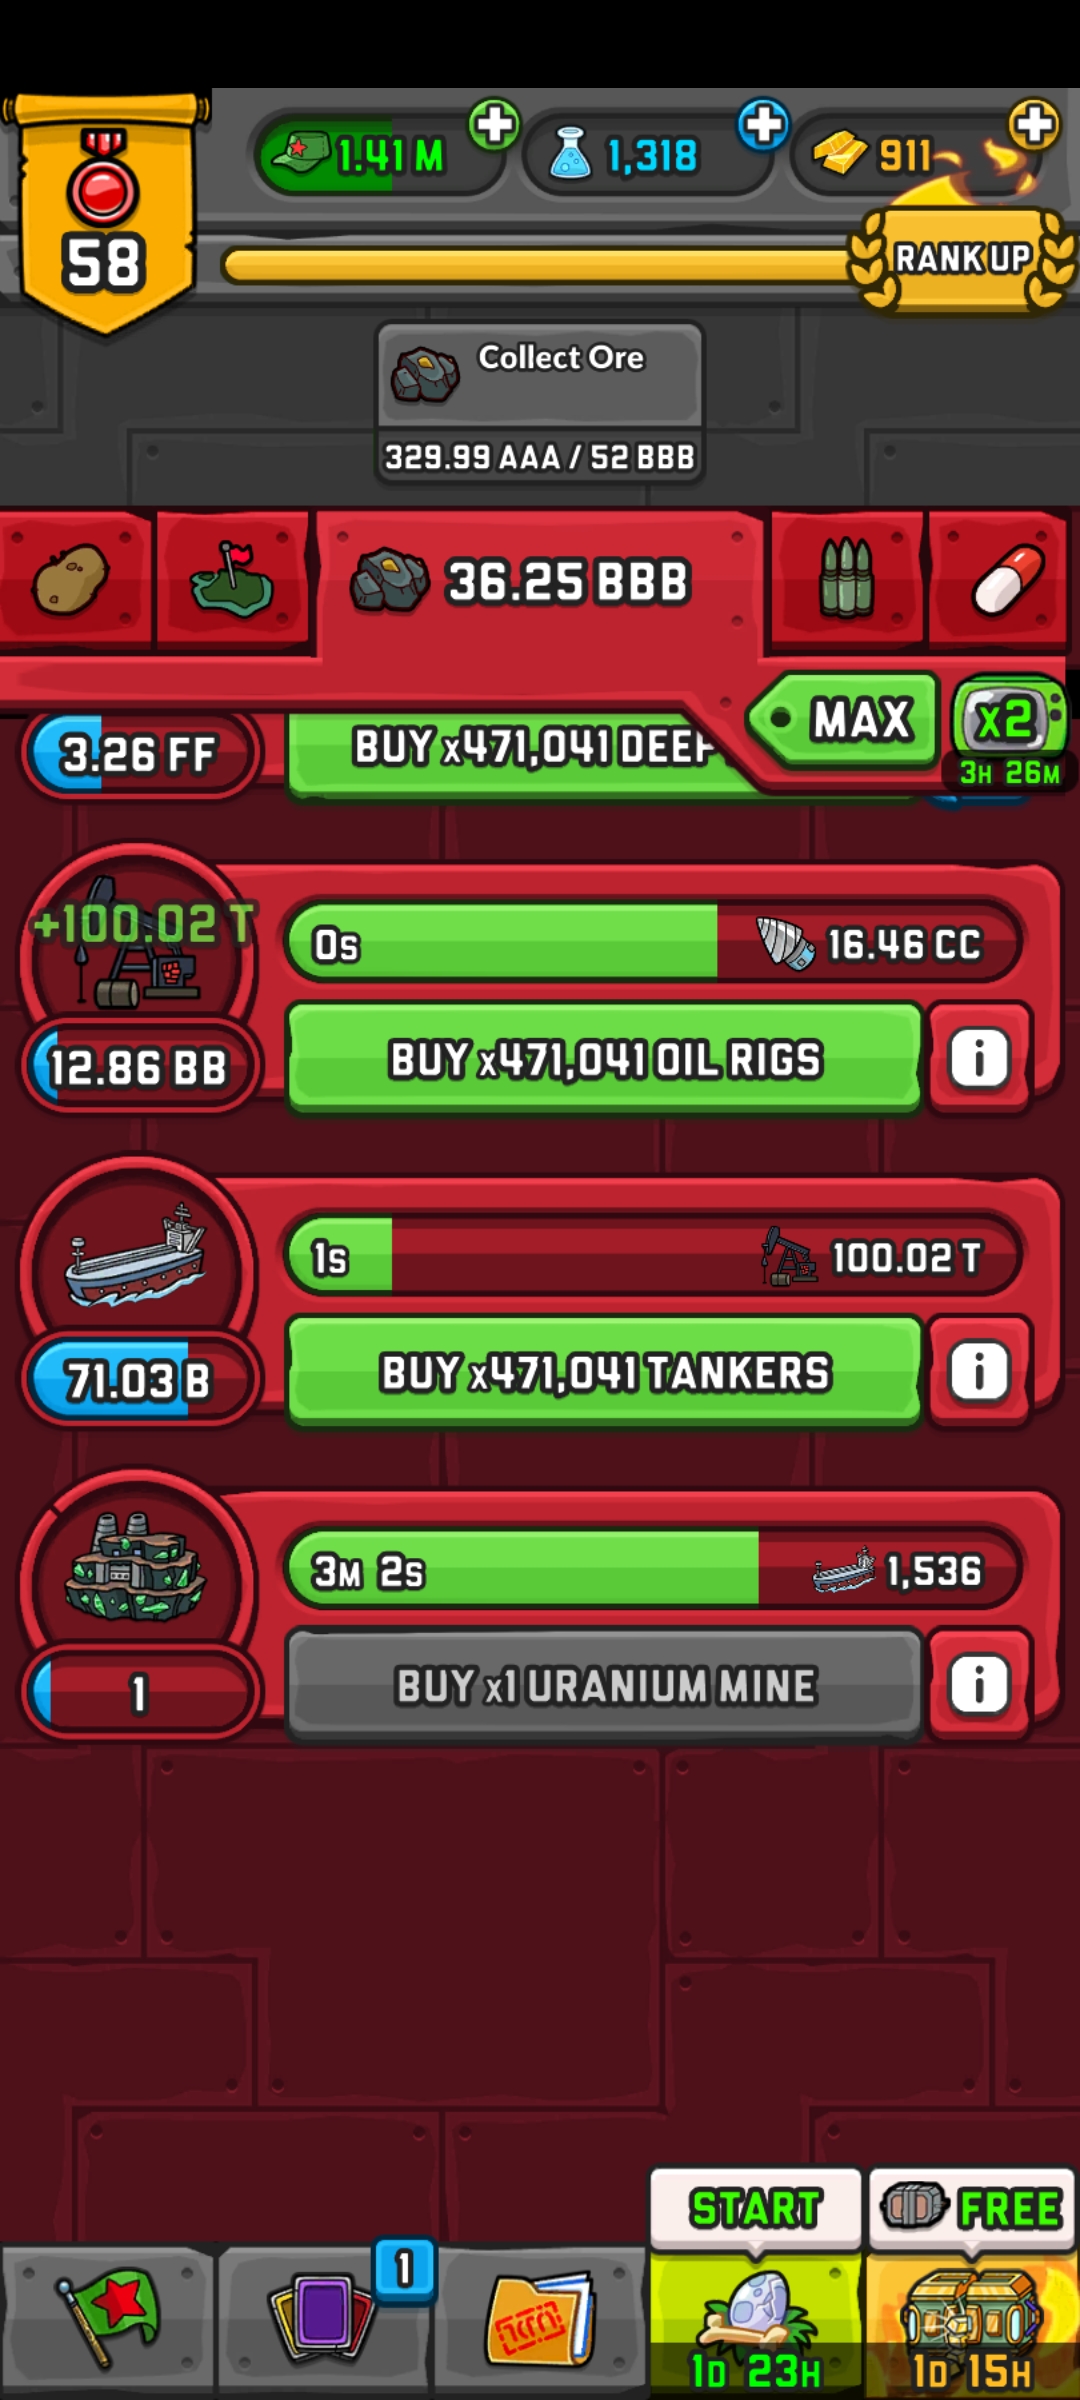 58
1.41 M
1,318
911
RANK UP
Collect Ore
329.99 AAA / 52 BBB
36.25 BBB
MAX
x2
3H 26M
3.26 FF
BUY x471,041 DEEP
+100.02 T
0s
16.46 CC
12.86 BB
BUY x471,041 OIL RIGS
i
1s
100.02 T
71.03 B
BUY x471,041 TANKERS
i
3M 2s
1,536
1
BUY x1 URANIUM MINE
i
START
FREE
1
1D 23H
1D 15H